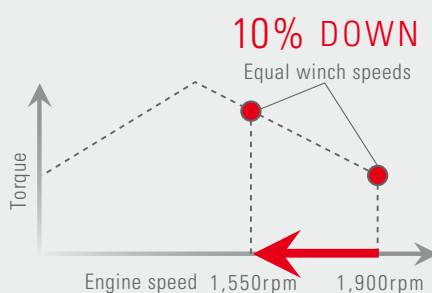 10% DOWN
Equal winch speeds
Torque
Engine speed 1,550rpm 1,900rpm